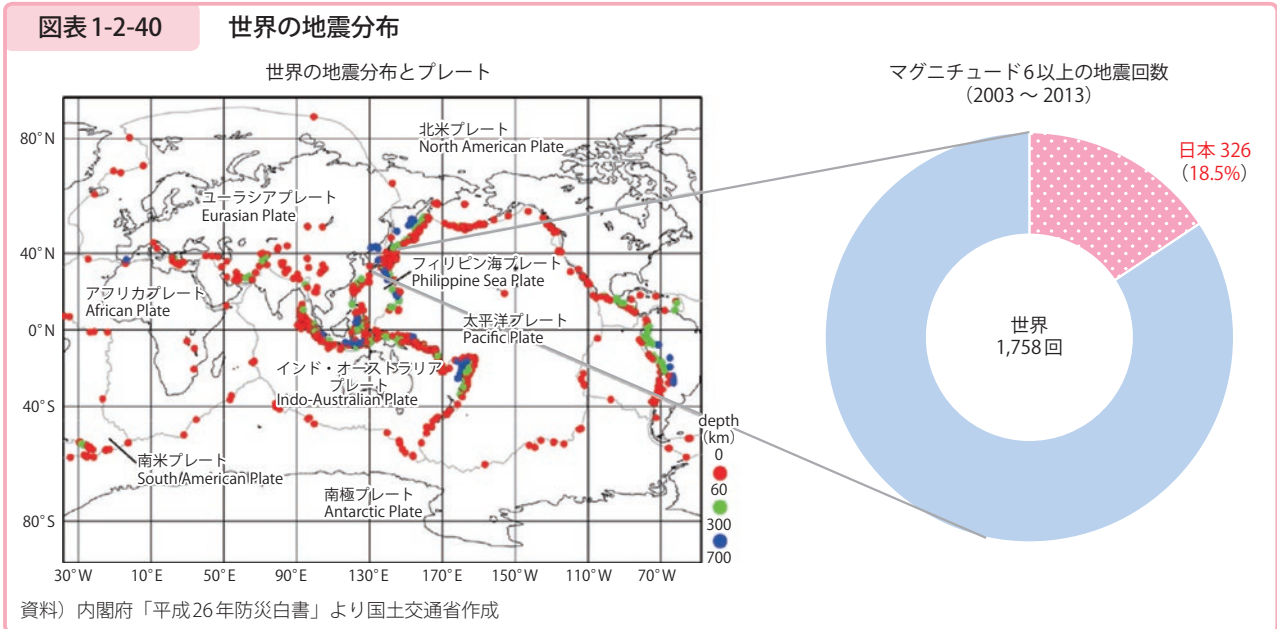 図表1-2-40 世界の地震分布
世界の地震分布とプレート
80°N
40°N
0°N
40°S
80°S
30°W 10°E 50°E 90°E 130°E 170°E 150°W 110°W 70°W
北米プレート
North American Plate
ユーラシアプレート
Eurasian Plate
フィリピン海プレート
Philippine Sea Plate
アフリカプレート
African Plate
太平洋プレート
Pacific Plate
インド・オーストラリア
プレート
Indo-Australian Plate
南米プレート
South American Plate
南極プレート
Antarctic Plate
depth
(km)
0
60
300
700
マグニチュード6以上の地震回数
（2003 ～ 2013）
日本 326
（18.5%）
世界
1,758回
資料）内閣府「平成26年防災白書」より国土交通省作成